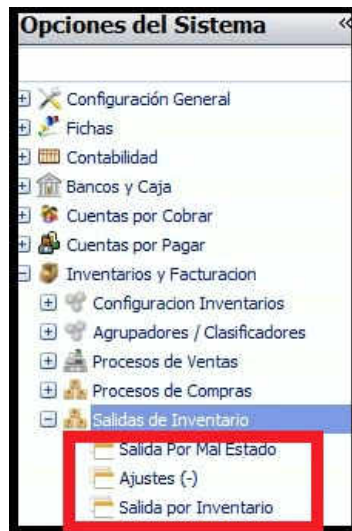 Opciones del Sistema «
Configuración General
Fichas
Contabilidad
Bancos y Caja
Cuentas por Cobrar
Cuentas por Pagar
Inventarios y Facturacion
Configuracion Inventarios
Agrupadores / Clasificadores
Procesos de Ventas
Procesos de Compras
Salidas de Inventario
Salida Por Mal Estado
Ajustes (-)
Salida por Inventario